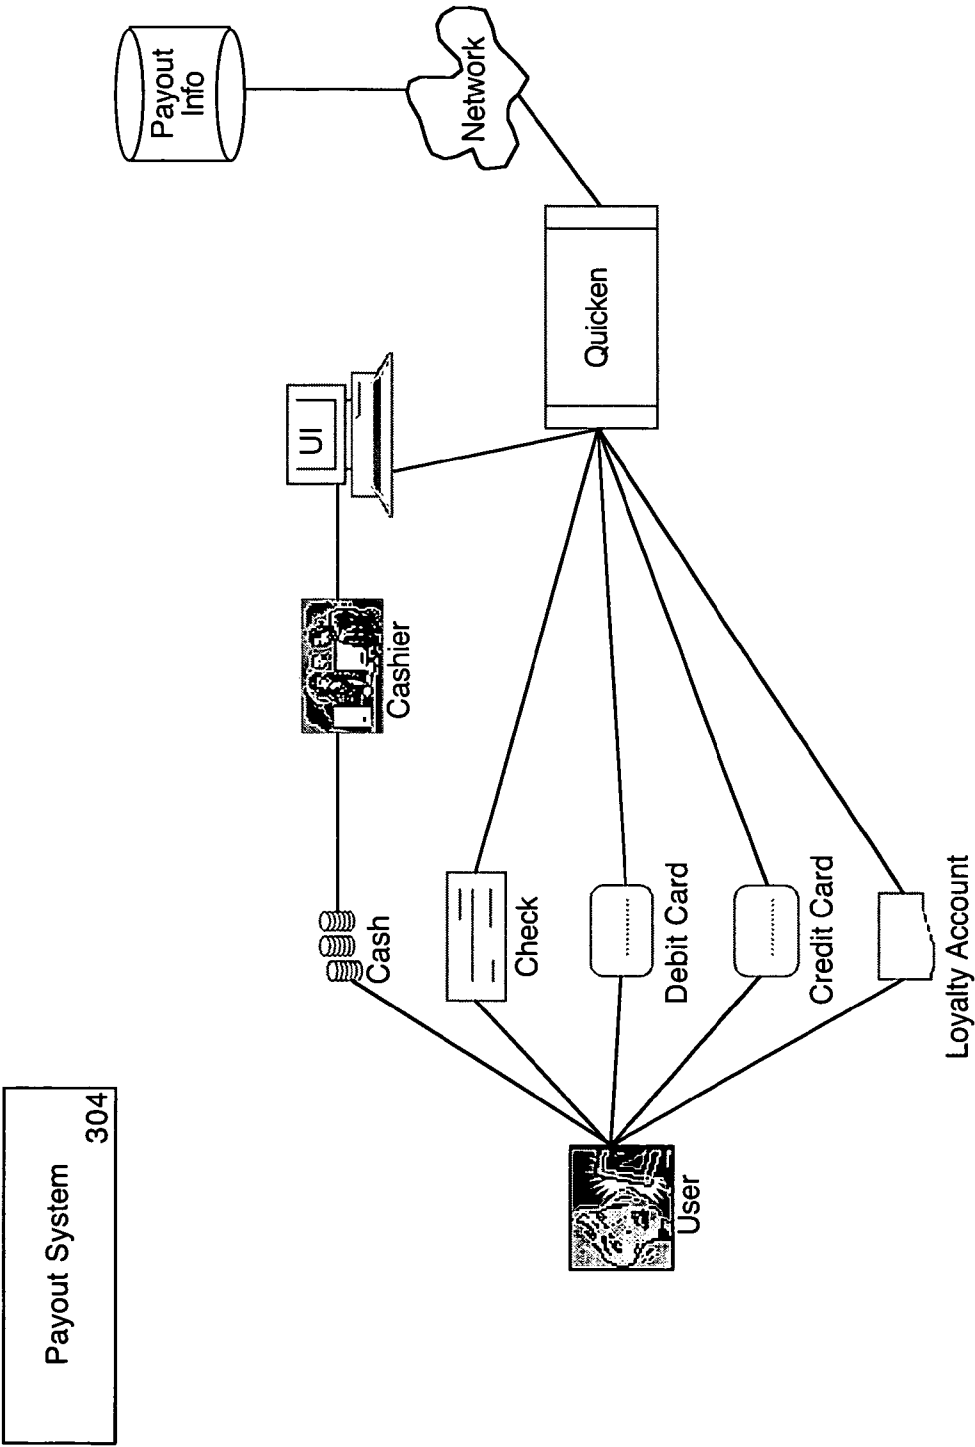 Payout System
304
User
Cash
Check
Debit Card
Credit Card
Loyalty Account
Cashier
UI
Quicken
Network
Payout
Info